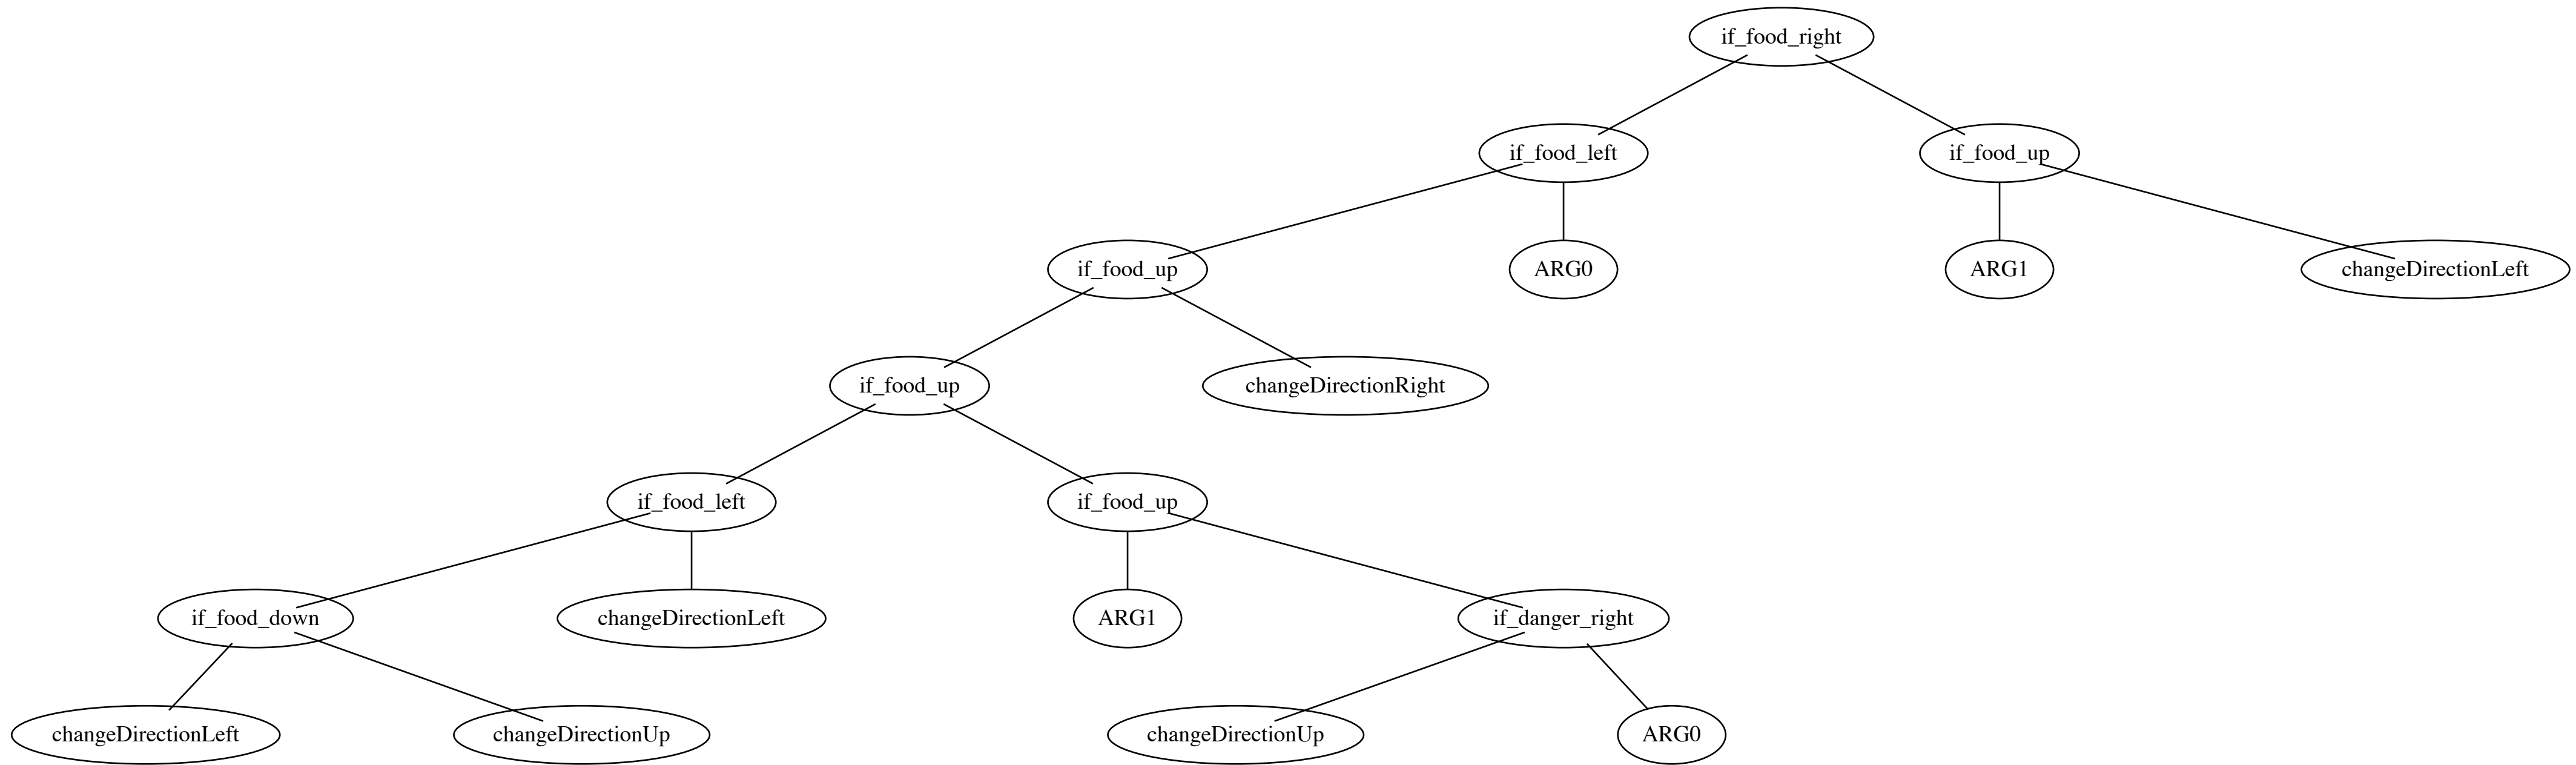 if_food_right
if_food_left
if_food_up
if_food_up
ARG0
ARG1
changeDirectionLeft
if_food_up
changeDirectionRight
if_food_left
if_food_up
if_food_down
changeDirectionLeft
ARG1
if_danger_right
changeDirectionLeft
changeDirectionUp
changeDirectionUp
ARG0